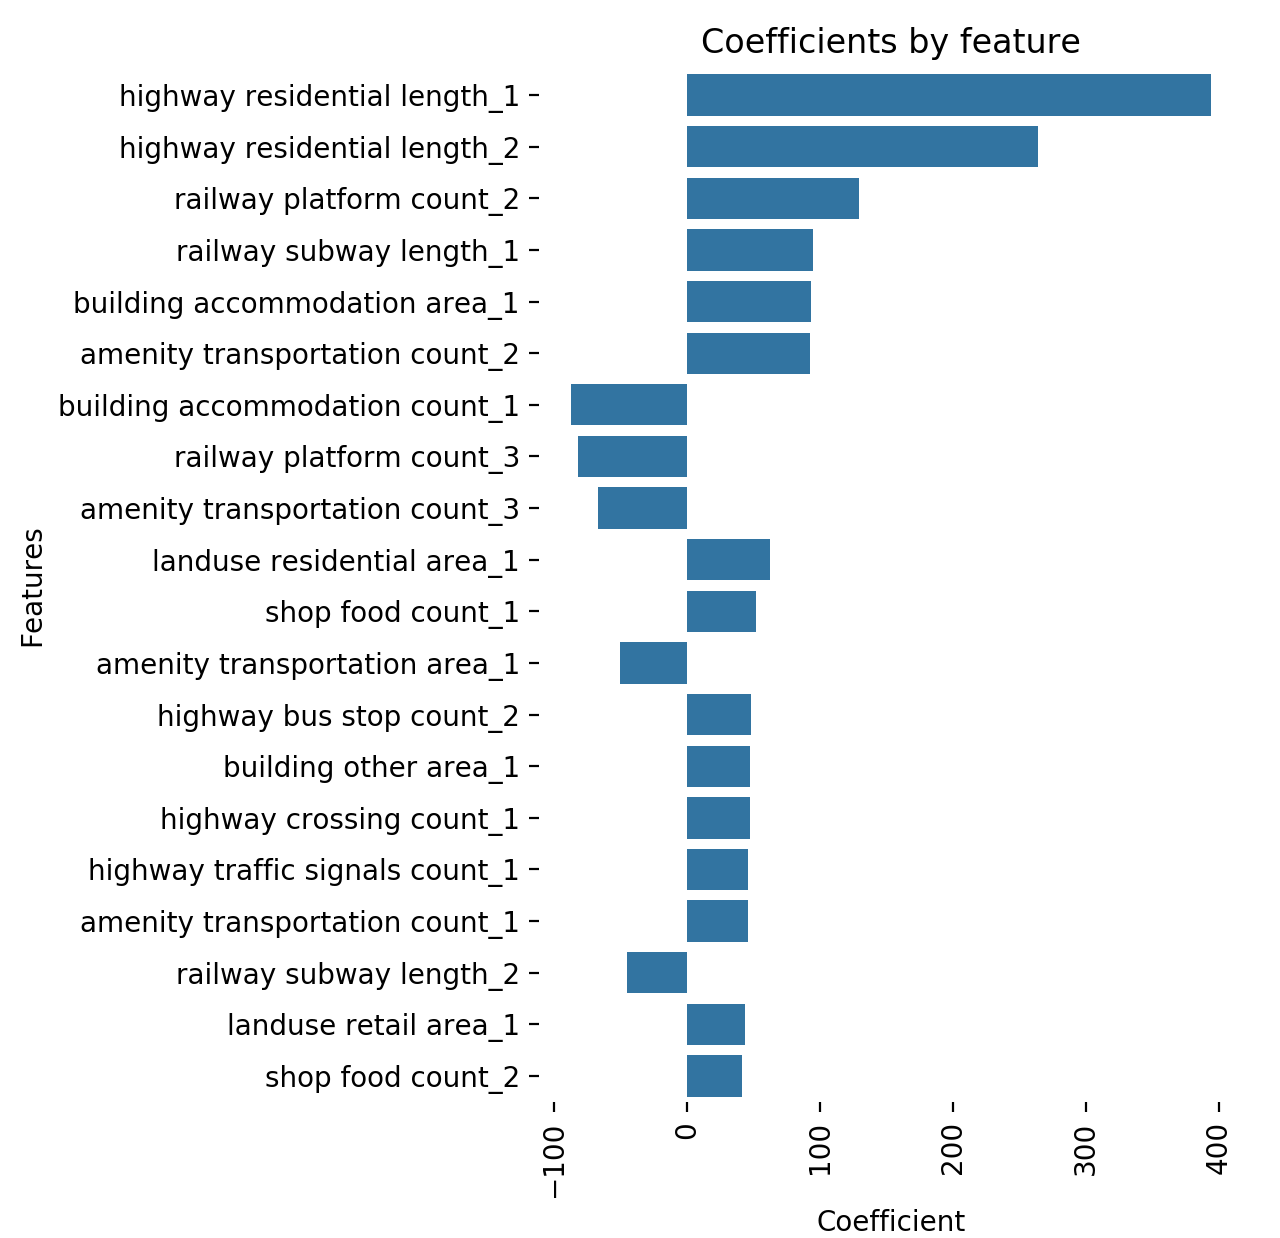 Coefficients by feature
highway residential length_1
highway residential length_2
railway platform count_2
railway subway length_1
building accommodation area_1
amenity transportation count_2
building accommodation count_1
railway platform count_3
amenity transportation count_3
landuse residential area_1
shop food count_1
amenity transportation area_1
highway bus stop count_2
building other area_1
highway crossing count_1
highway traffic signals count_1
amenity transportation count_1
railway subway length_2
landuse retail area_1
shop food count_2
Features
−100
0
100
200
300
400
Coefficient